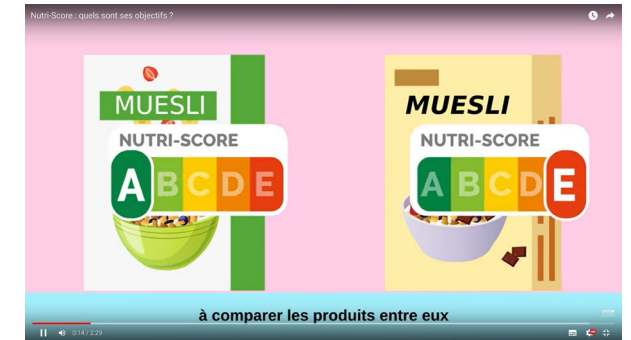 Nutri-Score : quels sont ses objectifs ?
MUESLI
NUTRI-SCORE
A B C D E
MUESLI
NUTRI-SCORE
A B C D E
à comparer les produits entre eux
0:14 / 2:29